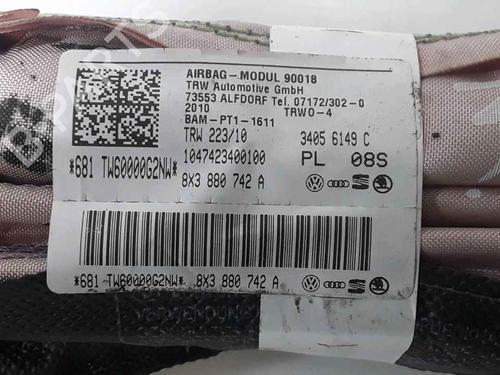 AIRBAG-MODUL 90018
TRW Automotive GmbH
73553 ALFDORF Tel. 07172/302-0
2010 TRWO-4
BAM-PT1-1611
TRW 223/10 3405 6149 C
1047423400100 PL 08S
*681 TW60000G2NW* 8X3 880 742 A
*681 TW60000G2NW* 8X3 880 742 A